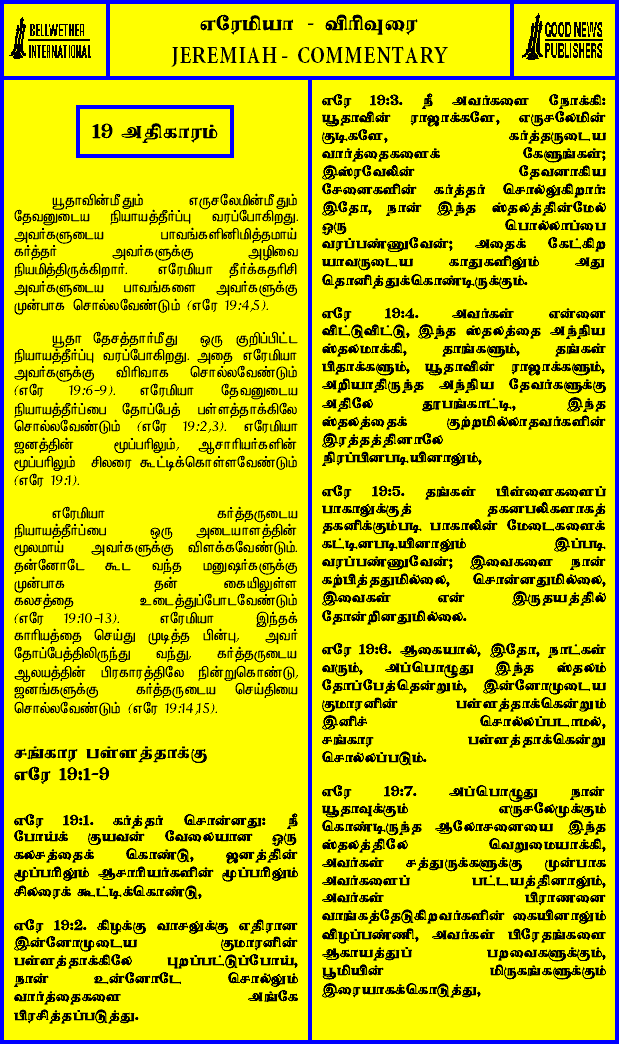 BELLWETHER
INTERNATIONAL
எரேமியா - விரிவுரை
JEREMIAH - COMMENTARY
GOOD NEWS
PUBLISHERS
19 அதிகாரம்
யூதாவின்மீதும் எருசலேமின்மீதும்
தேவனுடைய நியாயத்தீர்ப்பு வரப்போகிறது.
அவர்களுடைய பாவங்களினிமித்தமாய்
கர்த்தர் அவர்களுக்கு அழிவை
நியமித்திருக்கிறார். எரேமியா தீர்க்கதரிசி
அவர்களுடைய பாவங்களை அவர்களுக்கு
முன்பாக சொல்லவேண்டும் (எரே 19:4,5).
யூதா தேசத்தார்மீது ஒரு குறிப்பிட்ட
நியாயத்தீர்ப்பு வரப்போகிறது. அதை எரேமியா
அவர்களுக்கு விரிவாக சொல்லவேண்டும்
(எரே 19:6-9). எரேமியா தேவனுடைய
நியாயத்தீர்ப்பை தோப்பேத் பள்ளத்தாக்கிலே
சொல்லவேண்டும் (எரே 19:2,3). எரேமியா
ஜனத்தின் மூப்பரிலும், ஆசாரியர்களின்
மூப்பரிலும் சிலரை கூட்டிக்கொள்ளவேண்டும்
(எரே 19:1).
எரேமியா கர்த்தருடைய
நியாயத்தீர்ப்பை ஒரு அடையாளத்தின்
மூலமாய் அவர்களுக்கு விளக்கவேண்டும்.
தன்னோடே கூட வந்த மனுஷர்களுக்கு
முன்பாக தன் கையிலுள்ள
கலசத்தை உடைத்துப்போடவேண்டும்
(எரே 19:10-13). எரேமியா இந்தக்
காரியத்தை செய்து முடித்த பின்பு, அவர்
தோப்பேத்திலிருந்து வந்து, கர்த்தருடைய
ஆலயத்தின் பிரகாரத்திலே நின்றுகொண்டு,
ஜனங்களுக்கு கர்த்தருடைய செய்தியை
சொல்லவேண்டும் (எரே 19:14,15).
சங்கார பள்ளத்தாக்கு
எரே 19:1-9
எரே 19:1. கர்த்தர் சொன்னது: நீ
போய்க் குயவன் வேலையான ஒரு
கலசத்தைக் கொண்டு, ஜனத்தின்
மூப்பரிலும் ஆசாரியர்களின் மூப்பரிலும்
சிலரைக் கூட்டிக்கொண்டு,
எரே 19:2. கிழக்கு வாசலுக்கு எதிரான
இன்னோமுடைய குமாரனின்
பள்ளத்தாக்கிலே புறப்பட்டுப்போய்,
நான் உன்னோடே சொல்லும்
வார்த்தைகளை அங்கே
பிரசித்தப்படுத்து.
எரே 19:3. நீ அவர்களை நோக்கி:
யூதாவின் ராஜாக்களே, எருசலேமின்
குடிகளே, கர்த்தருடைய
வார்த்தைகளைக் கேளுங்கள்;
இஸ்ரவேலின் தேவனாகிய
சேனைகளின் கர்த்தர் சொல்லுகிறார்:
இதோ, நான் இந்த ஸ்தலத்தின்மேல்
ஒரு பொல்லாப்பை
வரப்பண்ணுவேன்; அதைக் கேட்கிற
யாவருடைய காதுகளிலும் அது
தொனித்துக்கொண்டிருக்கும்.
எரே 19:4. அவர்கள் என்னை
விட்டுவிட்டு, இந்த ஸ்தலத்தை அந்நிய
ஸ்தலமாக்கி, தாங்களும், தங்கள்
பிதாக்களும், யூதாவின் ராஜாக்களும்,
அறியாதிருந்த அந்நிய தேவர்களுக்கு
அதிலே தூபங்காட்டி, இந்த
ஸ்தலத்தைக் குற்றமில்லாதவர்களின்
இரத்தத்தினாலே
நிரப்பினபடியினாலும்,
எரே 19:5. தங்கள் பிள்ளைகளைப்
பாகாலுக்குத் தகனபலிகளாகத்
தகனிக்கும்படி பாகாலின் மேடைகளைக்
கட்டினபடியினாலும் இப்படி
வரப்பண்ணுவேன்; இவைகளை நான்
கற்பித்ததுமில்லை, சொன்னதுமில்லை,
இவைகள் என் இருதயத்தில்
தோன்றினதுமில்லை.
எரே 19:6. ஆகையால், இதோ, நாட்கள்
வரும், அப்பொழுது இந்த ஸ்தலம்
தோப்பேத்தென்றும், இன்னோமுடைய
குமாரனின் பள்ளத்தாக்கென்றும்
இனிச் சொல்லப்படாமல்,
சங்கார பள்ளத்தாக்கென்று
சொல்லப்படும்.
எரே 19:7. அப்பொழுது நான்
யூதாவுக்கும் எருசலேமுக்கும்
கொண்டிருந்த ஆலோசனையை இந்த
ஸ்தலத்திலே வெறுமையாக்கி,
அவர்கள் சத்துருக்களுக்கு முன்பாக
அவர்களைப் பட்டயத்தினாலும்,
அவர்கள் பிராணனை
வாங்கத்தேடுகிறவர்களின் கையினாலும்
விழப்பண்ணி, அவர்கள் பிரேதங்களை
ஆகாயத்துப் பறவைகளுக்கும்,
பூமியின் மிருகங்களுக்கும்
இரையாகக்கொடுத்து,